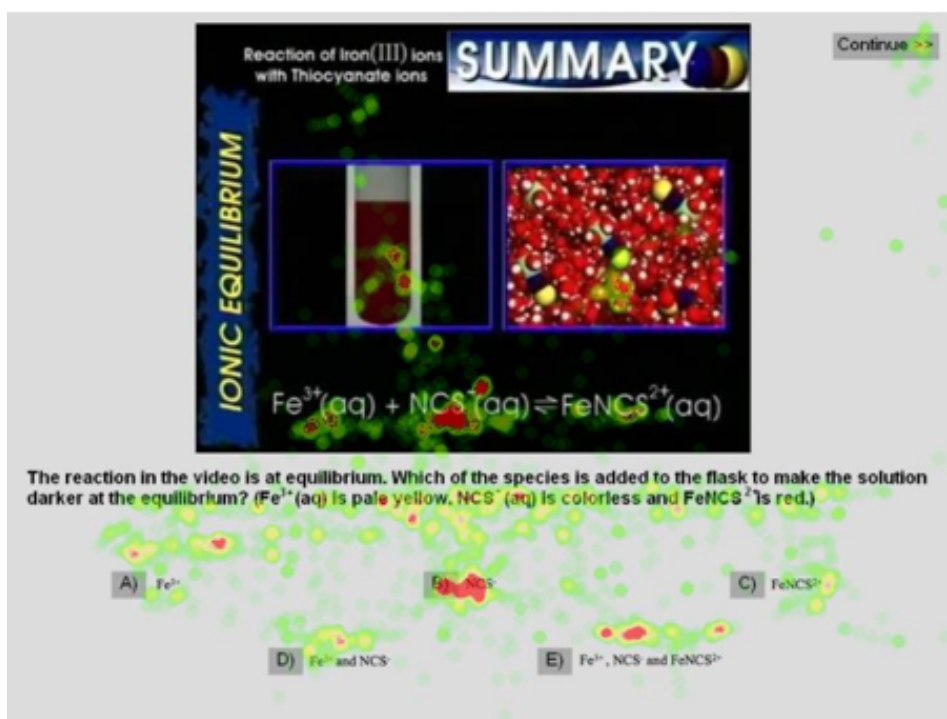 Reaction of Iron(III) ions
with Thiocyanate ions
SUMMARY
Continue >>
IONIC EQUILIBRIUM
Fe³⁺(aq) + NCS⁻(aq) ⇌ FeNCS²⁺(aq)
The reaction in the video is at equilibrium. Which of the species is added to the flask to make the solution
darker at the equilibrium? (Fe³⁺(aq) is pale yellow, NCS⁻(aq) is colorless and FeNCS²⁺is red.)
A) Fe³⁺
B) NCS⁻
C) FeNCS²⁺
D) Fe³⁺ and NCS⁻
E) Fe³⁺, NCS⁻ and FeNCS²⁺